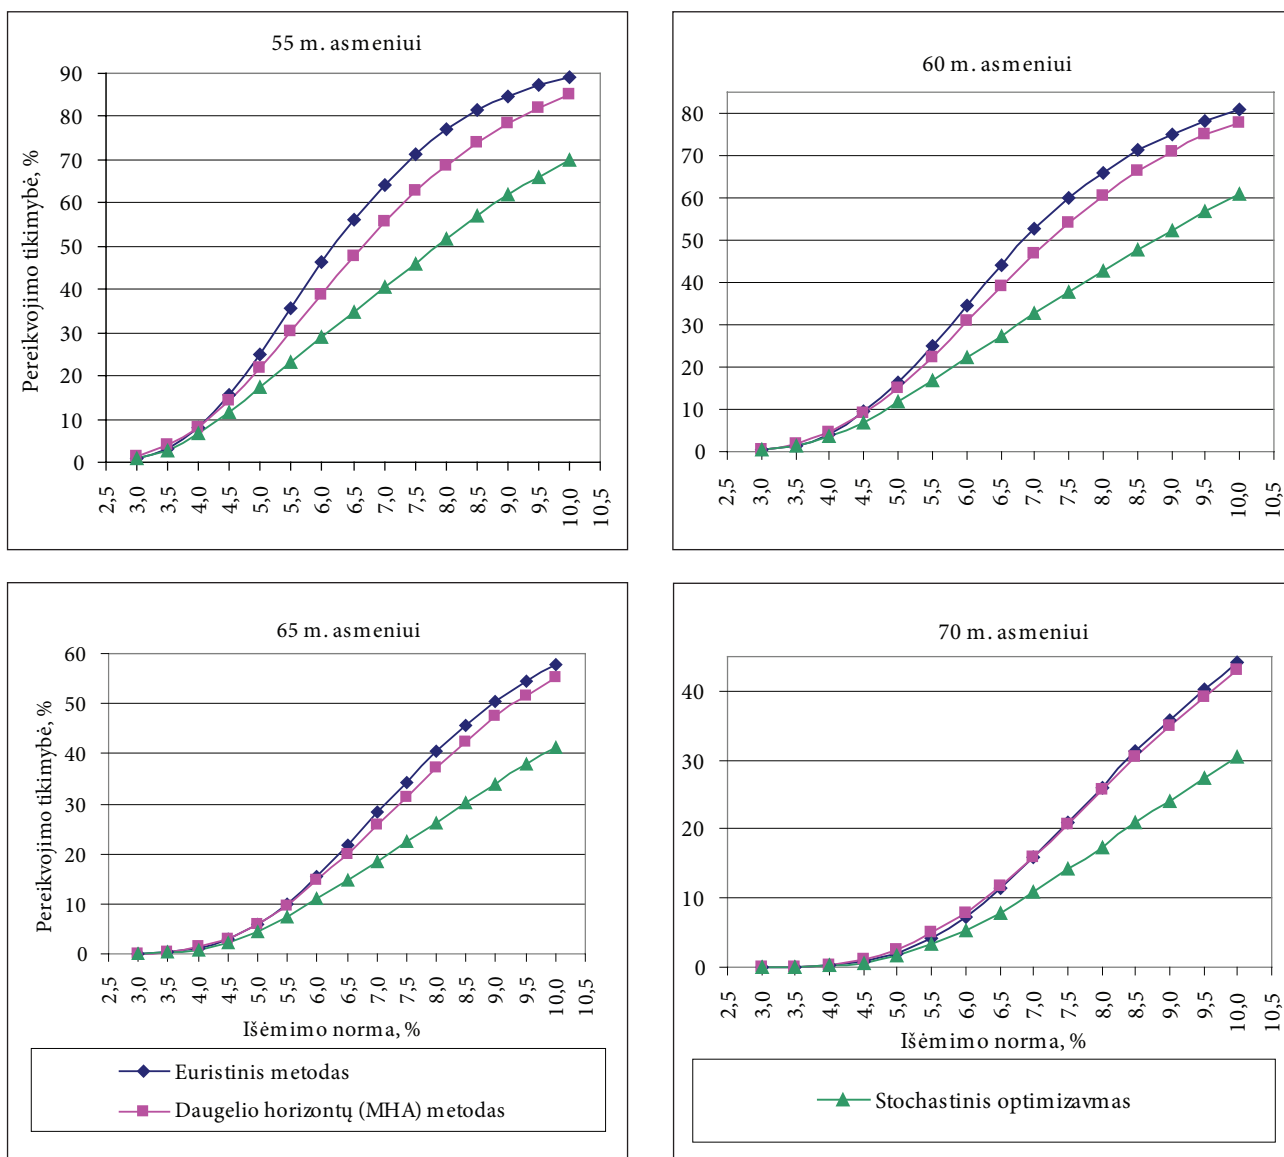 55 m. asmeniui
Pereikvojimo tikimybė, %
90
80
70
60
50
40
30
20
10
0
2,5 3,0 3,5 4,0 4,5 5,0 5,5 6,0 6,5 7,0 7,5 8,0 8,5 9,0 9,5 10,0 10,5
60 m. asmeniui
80
70
60
50
40
30
20
10
0
2,5 3,0 3,5 4,0 4,5 5,0 5,5 6,0 6,5 7,0 7,5 8,0 8,5 9,0 9,5 10,0 10,5
65 m. asmeniui
Pereikvojimo tikimybė, %
60
50
40
30
20
10
0
2,5 3,0 3,5 4,0 4,5 5,0 5,5 6,0 6,5 7,0 7,5 8,0 8,5 9,0 9,5 10,0 10,5
Išėmimo norma, %
Euristinis metodas
Daugelio horizontų (MHA) metodas
70 m. asmeniui
40
30
20
10
0
2,5 3,0 3,5 4,0 4,5 5,0 5,5 6,0 6,5 7,0 7,5 8,0 8,5 9,0 9,5 10,0 10,5
Išėmimo norma, %
Stochastinis optimizavmas